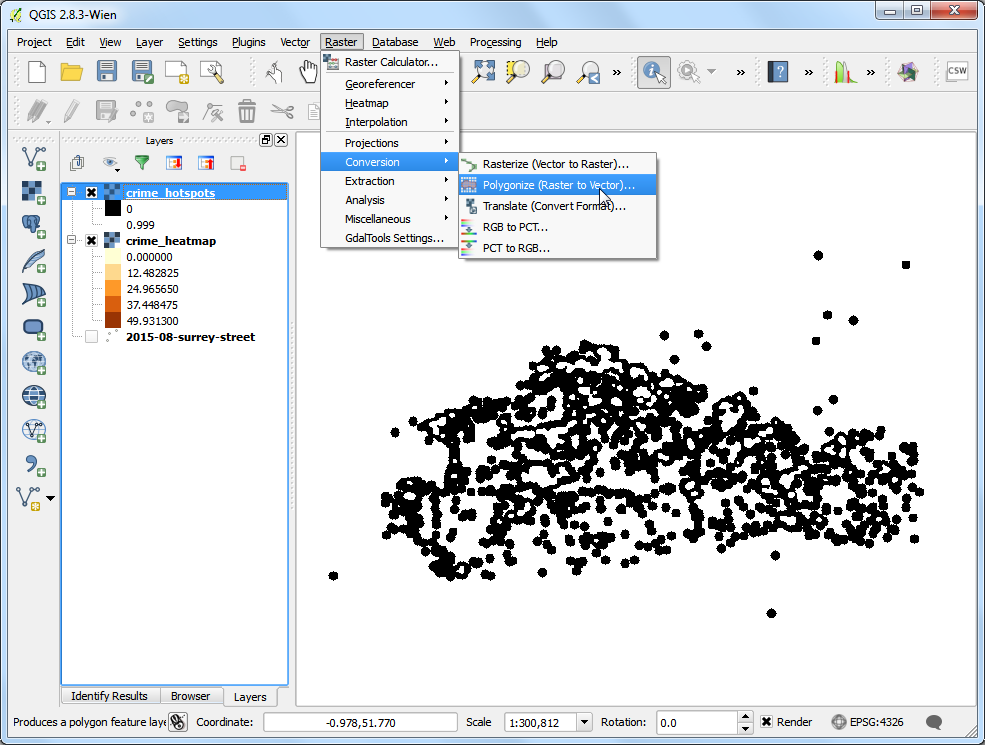 QGIS 2.8.3-Wien
Project Edit View Layer Settings Plugins Vector Raster Database Web Processing Help
Raster Calculator...
Georeferencer
Heatmap
Interpolation
Projections
Conversion
Extraction
Analysis
Miscellaneous
GdalTools Settings...
Rasterize (Vector to Raster)...
Polygonize (Raster to Vector)...
Translate (Convert Format)...
RGB to PCT...
PCT to RGB...
» » » »
CSW
Layers
crime_hotspots
0
0.999
crime_heatmap
0.000000
12.482825
24.965650
37.448475
49.931300
2015-08-surrey-street
Identify Results Browser Layers
Produces a polygon feature laye Coordinate: -0.978,51.770 Scale 1:300,812 Rotation: 0.0 Render EPSG:4326